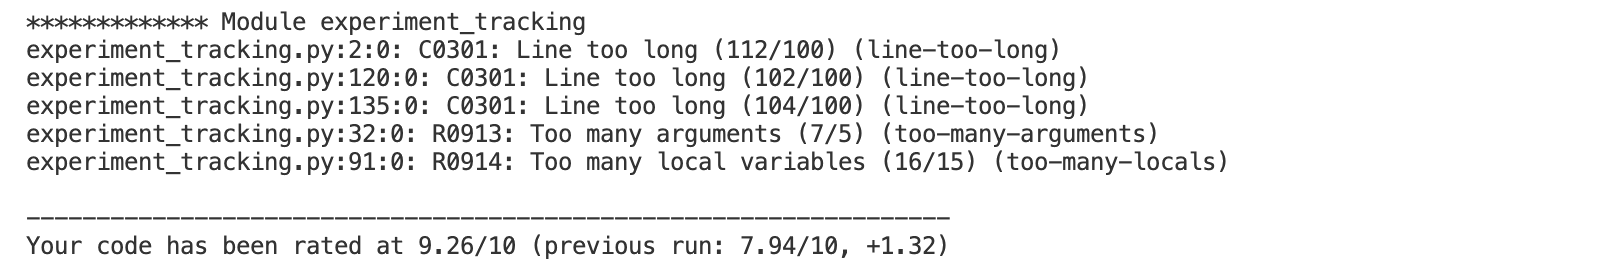 ************* Module experiment_tracking
experiment_tracking.py:2:0: C0301: Line too long (112/100) (line-too-long)
experiment_tracking.py:120:0: C0301: Line too long (102/100) (line-too-long)
experiment_tracking.py:135:0: C0301: Line too long (104/100) (line-too-long)
experiment_tracking.py:32:0: R0913: Too many arguments (7/5) (too-many-arguments)
experiment_tracking.py:91:0: R0914: Too many local variables (16/15) (too-many-locals)
------------------------------------------------------------------
Your code has been rated at 9.26/10 (previous run: 7.94/10, +1.32)